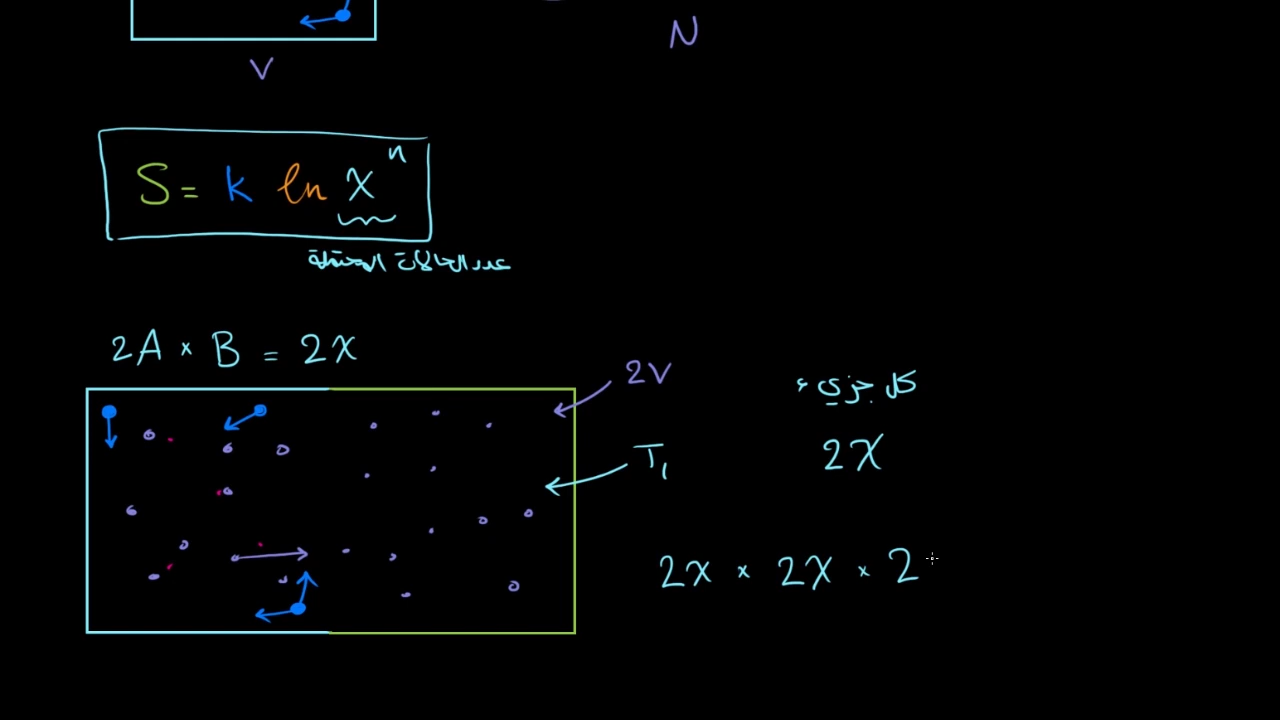 V
N
S = k ln X^n
عدد الحالات المحتملة
2A × B = 2X
2V
T₁
كل جزيء
2X
2X × 2X × 2